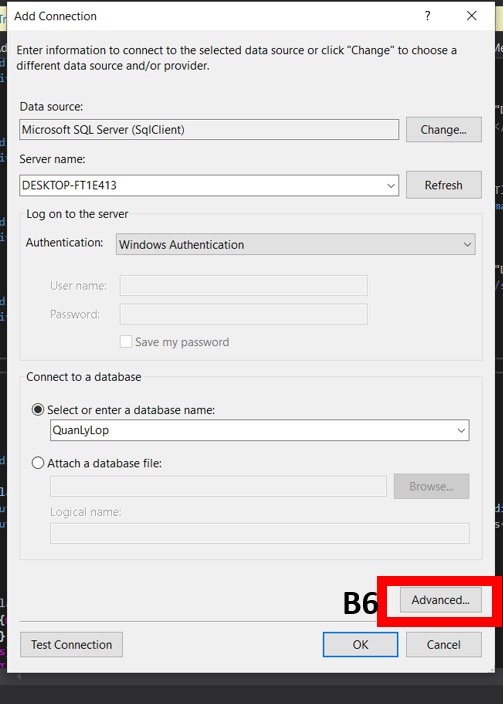 Add Connection
?
Enter information to connect to the selected data source or click "Change" to choose a
different data source and/or provider.
Data source:
Microsoft SQL Server (SqlClient)
Change...
Server name:
DESKTOP-FT1E413
Refresh
Log on to the server
Authentication:
Windows Authentication
User name:
Password:
Save my password
Connect to a database
Select or enter a database name:
QuanLyLop
Attach a database file:
Browse...
Logical name:
B6
Advanced...
Test Connection
OK
Cancel